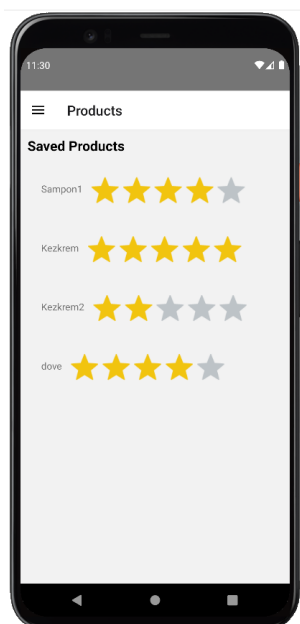 11:30
Products
Saved Products
Sampon1
Kezkrem
Kezkrem2
dove